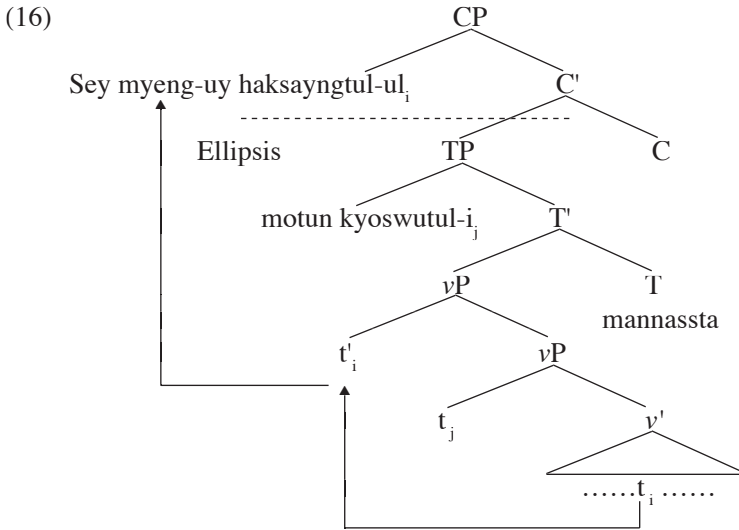 (16)
CP
Sey myeng-uy haksayngtul-ul_i C'
Ellipsis TP C
motun kyoswutul-i_j T'
vP T
mannassta
t'_i vP
t_j v'
……t_i ……